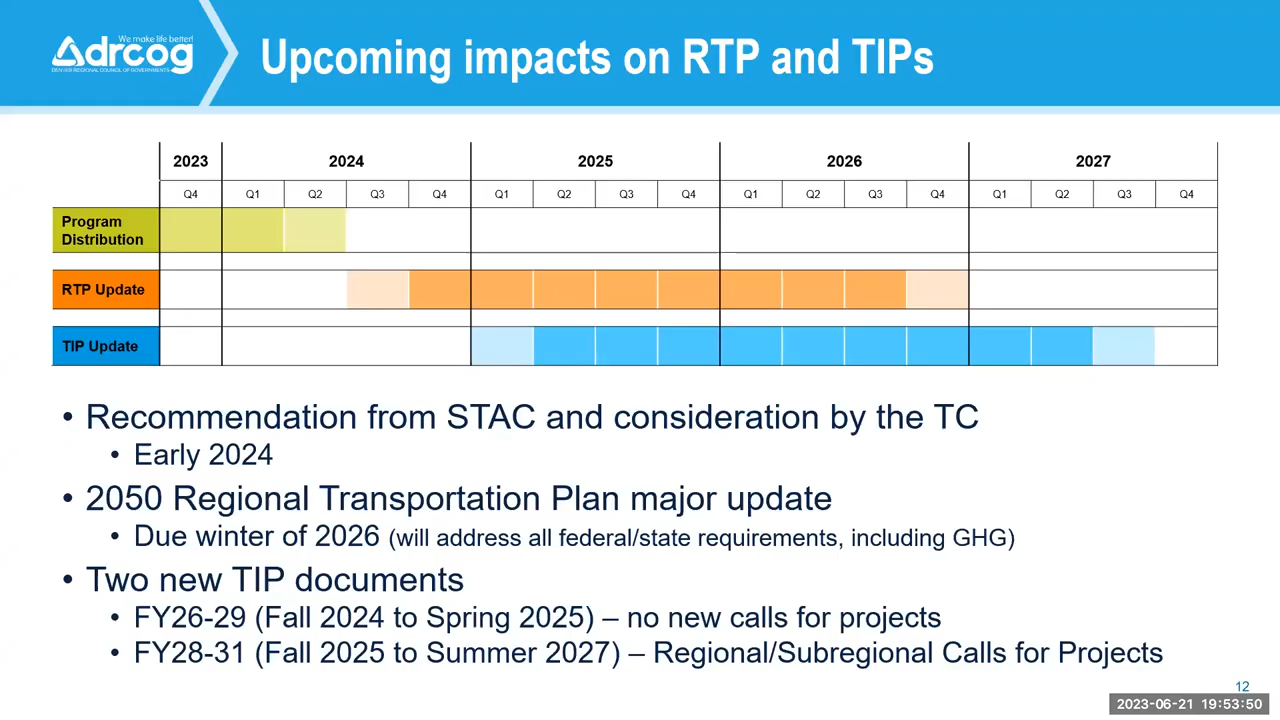 We make life better!
drcog
DENVER REGIONAL COUNCIL OF GOVERNMENTS
Upcoming impacts on RTP and TIPs
2023 2024 2025 2026 2027
Q4 Q1 Q2 Q3 Q4 Q1 Q2 Q3 Q4 Q1 Q2 Q3 Q4 Q1 Q2 Q3 Q4
Program
Distribution
RTP Update
TIP Update
• Recommendation from STAC and consideration by the TC
• Early 2024
• 2050 Regional Transportation Plan major update
• Due winter of 2026 (will address all federal/state requirements, including GHG)
• Two new TIP documents
• FY26-29 (Fall 2024 to Spring 2025) – no new calls for projects
• FY28-31 (Fall 2025 to Summer 2027) – Regional/Subregional Calls for Projects
12
2023-06-21 19:53:50